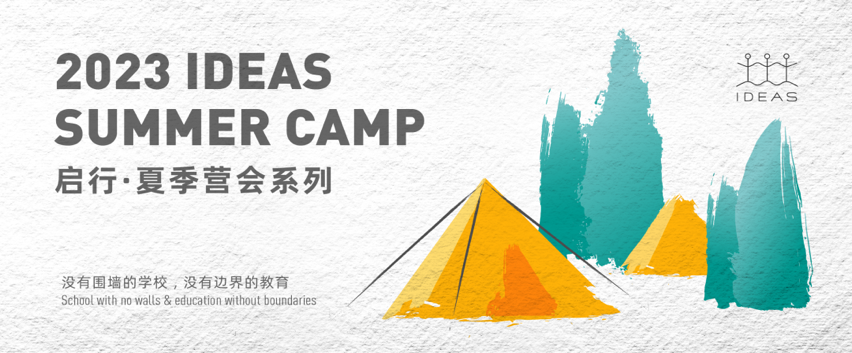 2023 IDEAS
SUMMER CAMP
启行·夏季营会系列
没有围墙的学校，没有边界的教育
School with no walls & education without boundaries
IDEAS